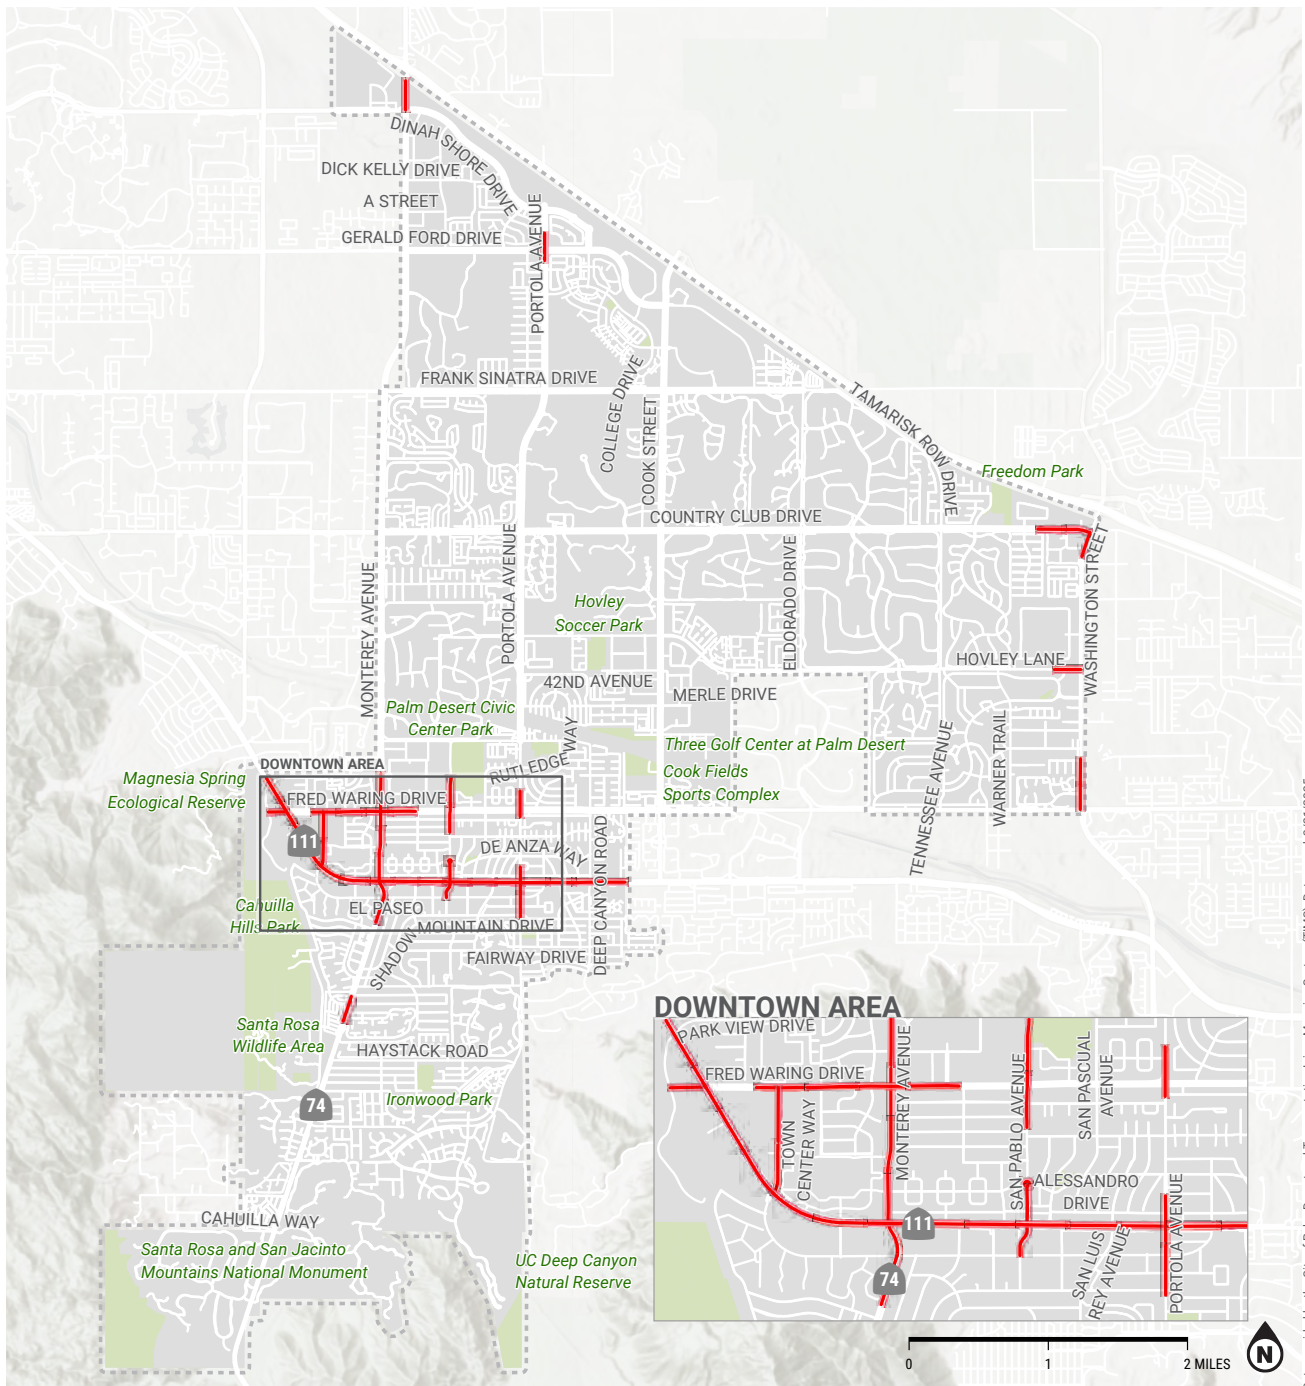 DINAH SHORE DRIVE
DICK KELLY DRIVE
A STREET
GERALD FORD DRIVE
PORTOLA AVENUE
FRANK SINATRA DRIVE
COLLEGE DRIVE
COOK STREET
TAMARISK ROW DRIVE
Freedom Park
COUNTRY CLUB DRIVE
MONTEREY AVENUE
PORTOLA AVENUE
ELDORADO DRIVE
WASHINGTON STREET
Hovley
Soccer Park
HOVLEY LANE
42ND AVENUE
MERLE DRIVE
Palm Desert Civic
Center Park
RUTLEDGE WAY
Three Golf Center at Palm Desert
Cook Fields
Sports Complex
TENNESSEE AVENUE
WARNER TRAIL
DOWNTOWN AREA
Magnesia Spring
Ecological Reserve
FRED WARING DRIVE
111
DE ANZA WAY
DEEP CANYON ROAD
Cahuilla
Hills Park
EL PASEO
SHADOW MOUNTAIN DRIVE
FAIRWAY DRIVE
Santa Rosa
Wildlife Area
HAYSTACK ROAD
74
Ironwood Park
CAHUILLA WAY
Santa Rosa and San Jacinto
Mountains National Monument
UC Deep Canyon
Natural Reserve
DOWNTOWN AREA
PARK VIEW DRIVE
FRED WARING DRIVE
TOWN
CENTER WAY
MONTEREY AVENUE
SAN PABLO AVENUE
SAN PASCUAL
AVENUE
ALESSANDRO
DRIVE
111
74
SAN LUIS
REY AVENUE
PORTOLA AVENUE
0
1
2 MILES
N